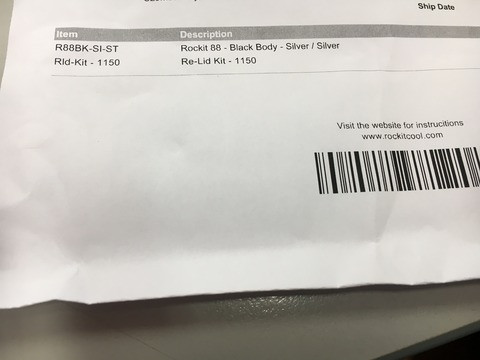 Ship Date
Item Description
R88BK-SI-ST Rockit 88 - Black Body - Silver / Silver
Rld-Kit - 1150 Re-Lid Kit - 1150
Visit the website for instrucitions
www.rockitcool.com